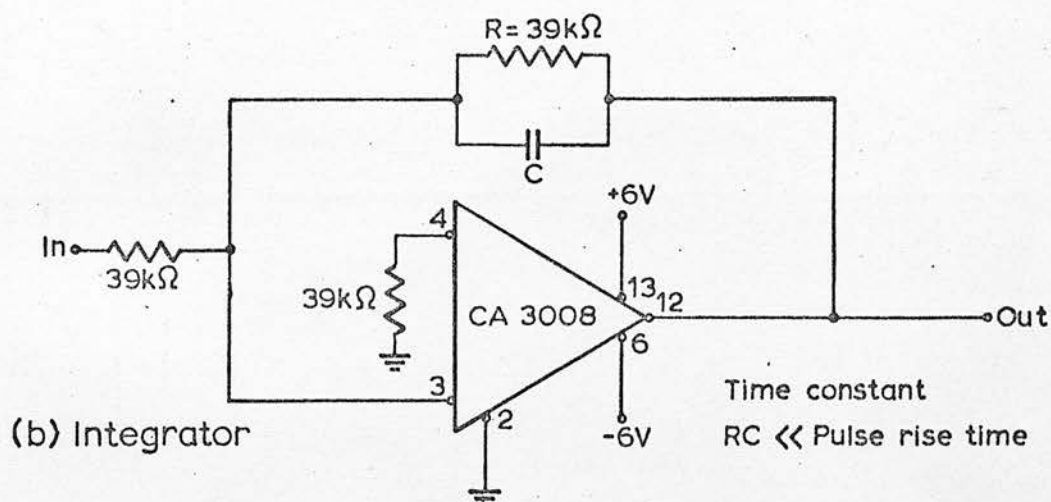 R = 39kΩ
C
+6V
In
39kΩ
4
39kΩ
CA 3008
13
12
Out
6
3
2
-6V
Time constant
RC << Pulse rise time
(b) Integrator